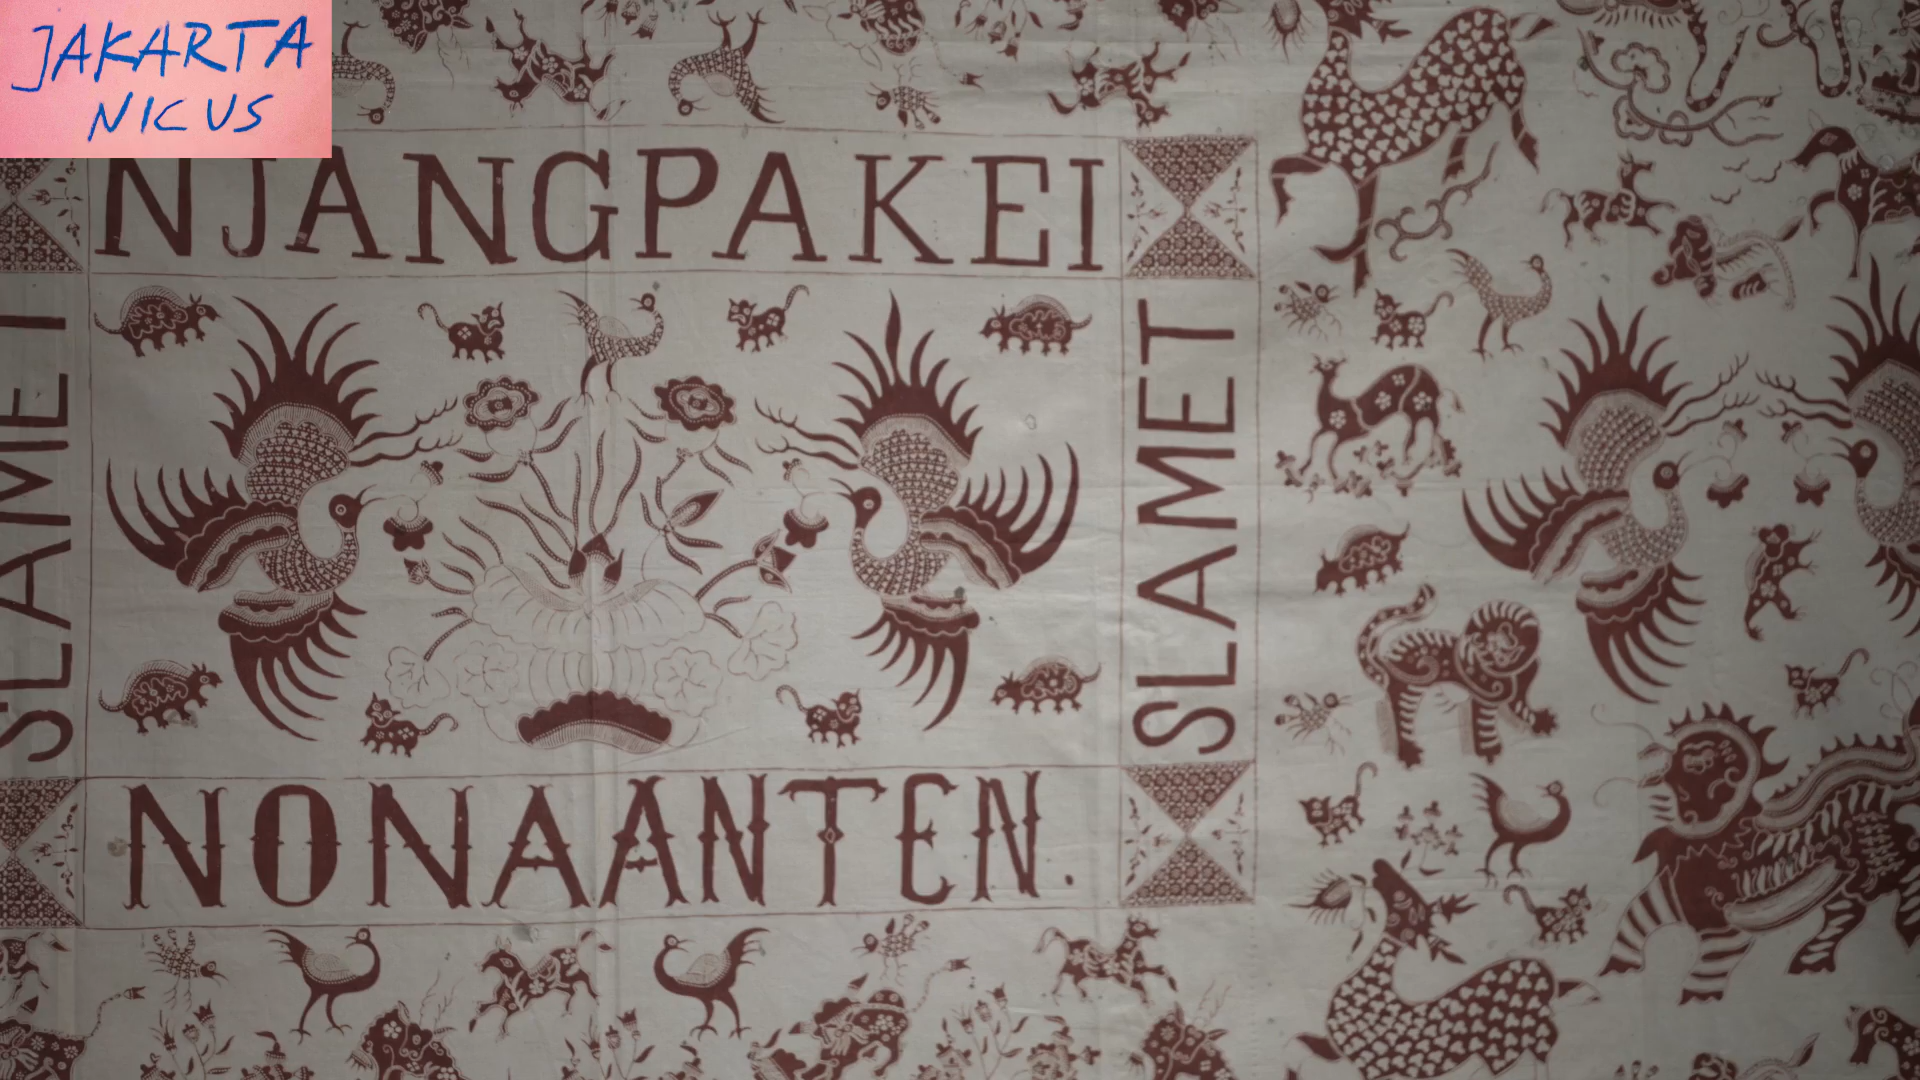 JAKARTA
NICUS
NJANGPAKEI
SLAMET
SLAMET
NONAANTEN.